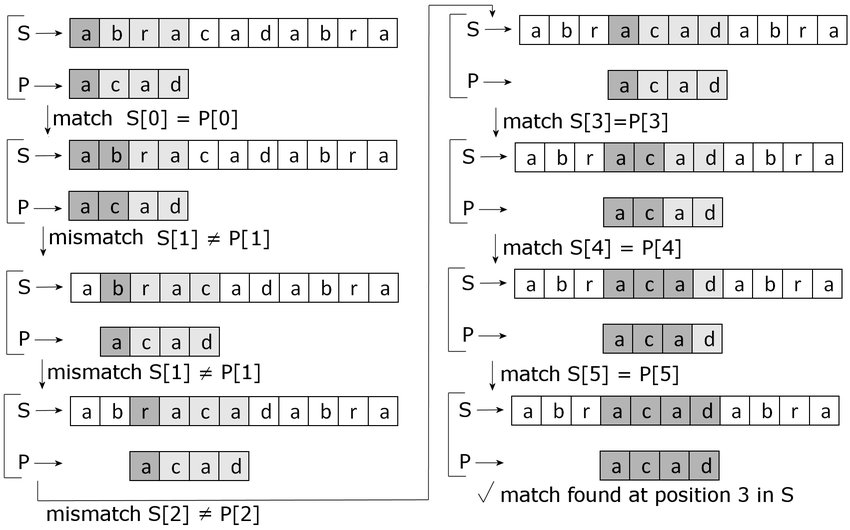 S a b r a c a d a b r a
P a c a d
match S[0] = P[0]
S a b r a c a d a b r a
P a c a d
mismatch S[1] ≠ P[1]
S a b r a c a d a b r a
P a c a d
mismatch S[1] ≠ P[1]
S a b r a c a d a b r a
P a c a d
mismatch S[2] ≠ P[2]
S a b r a c a d a b r a
P a c a d
match S[3]=P[3]
S a b r a c a d a b r a
P a c a d
match S[4] = P[4]
S a b r a c a d a b r a
P a c a d
match S[5] = P[5]
S a b r a c a d a b r a
P a c a d
✓ match found at position 3 in S